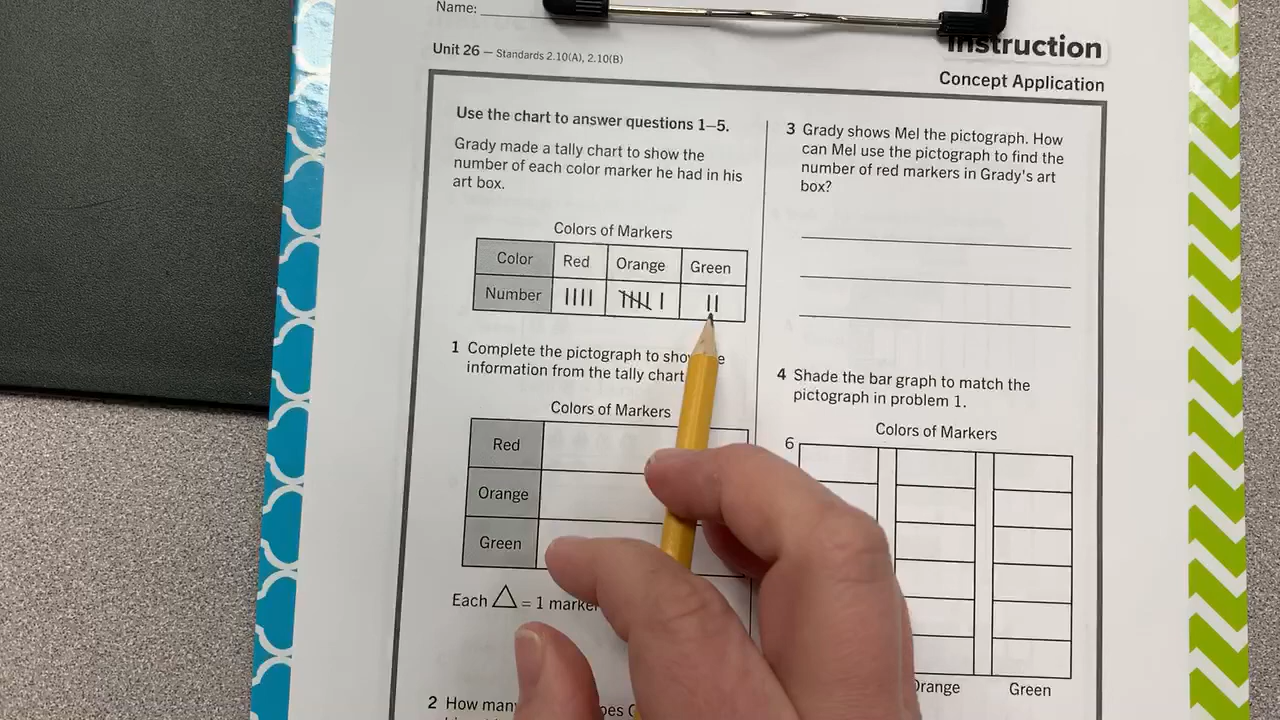 Name:
Instruction
Unit 26 — Standards 2.10(A), 2.10(B)
Concept Application
Use the chart to answer questions 1–5.
Grady made a tally chart to show the
number of each color marker he had in his
art box.
Colors of Markers
Color Red Orange Green
Number
1 Complete the pictograph to
information from the tally chart
Colors of Markers
Red
Orange
Green
Each △ = 1 marker
2 How many
3 Grady shows Mel the pictograph. How
can Mel use the pictograph to find the
number of red markers in Grady's art
box?
4 Shade the bar graph to match the
pictograph in problem 1.
Colors of Markers
6
Orange Green